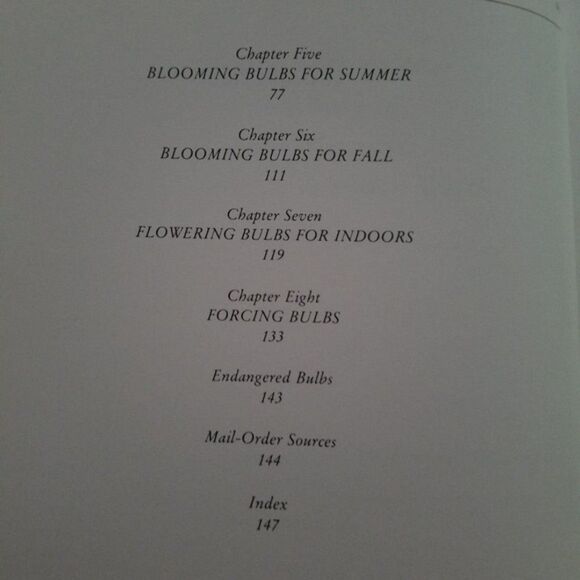 Chapter Five
BLOOMING BULBS FOR SUMMER
77
Chapter Six
BLOOMING BULBS FOR FALL
111
Chapter Seven
FLOWERING BULBS FOR INDOORS
119
Chapter Eight
FORCING BULBS
133
Endangered Bulbs
143
Mail-Order Sources
144
Index
147